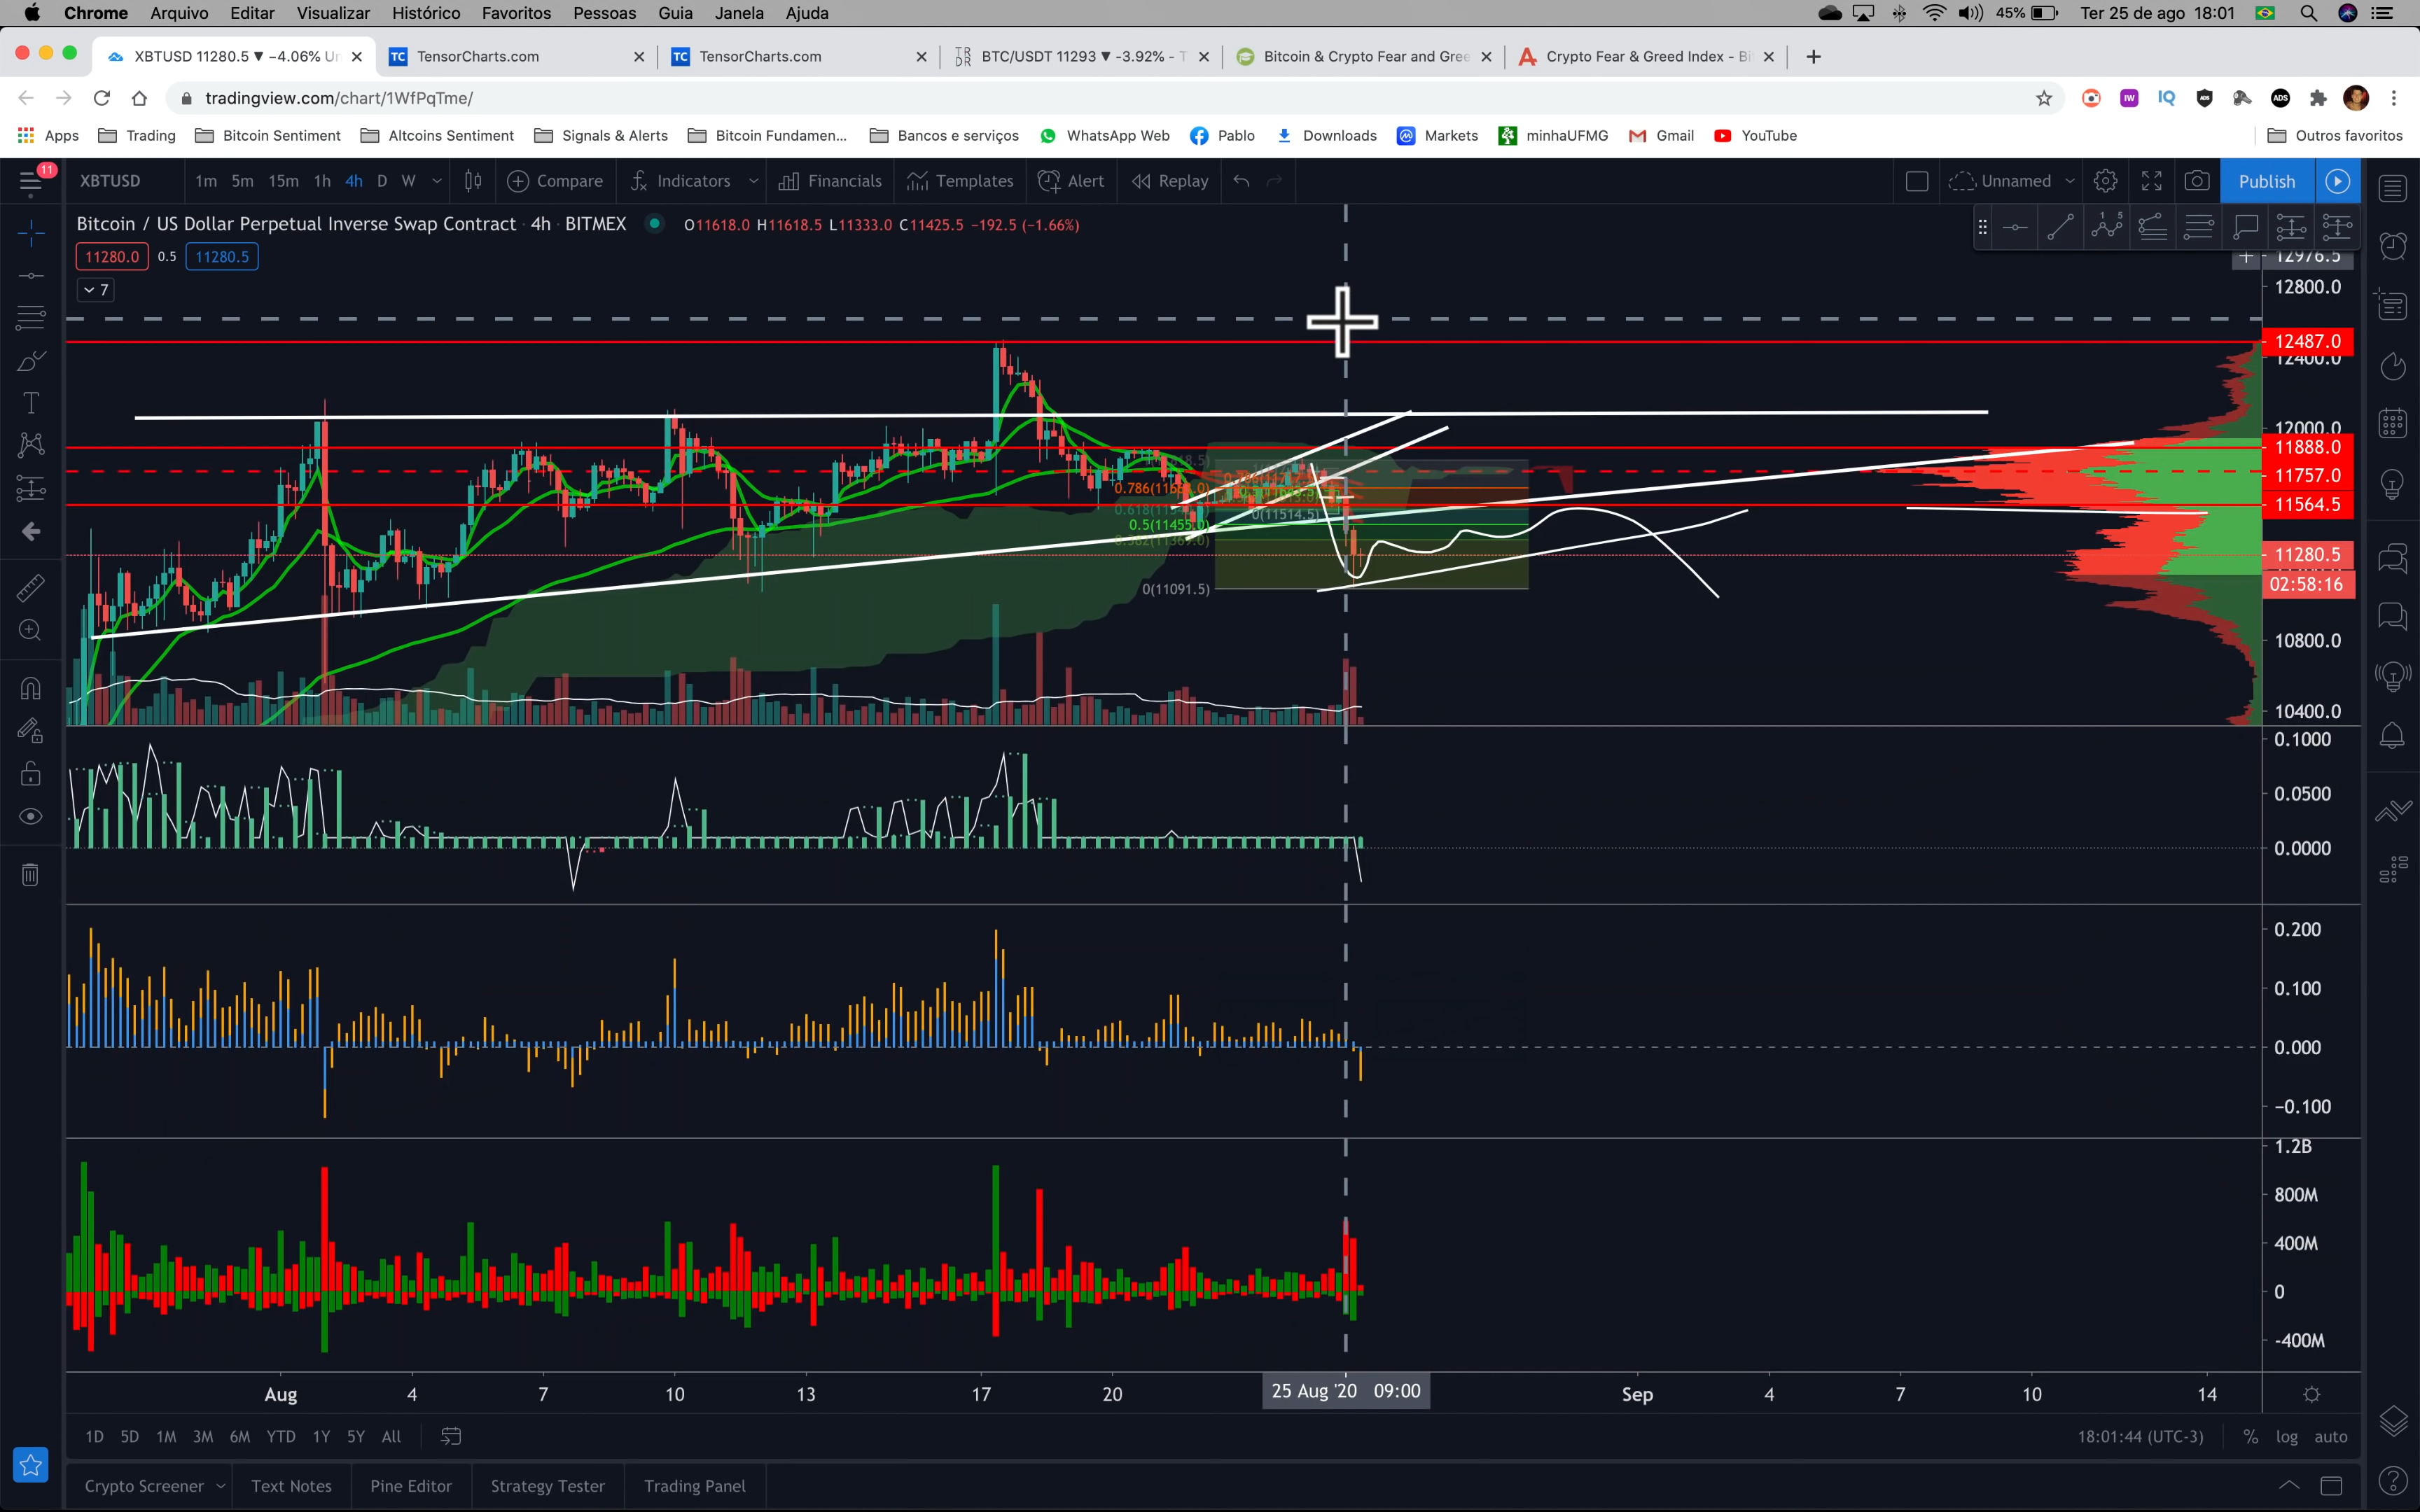 Chrome Arquivo Editar Visualizar Histórico Favoritos Pessoas Guia Janela Ajuda 45% Ter 25 de ago 18:01
XBTUSD 11280.5 ▼ −4.06% Un TensorCharts.com TensorCharts.com BTC/USDT 11293 ▼ -3.92% - T Bitcoin & Crypto Fear and Gree Crypto Fear & Greed Index - Bi
tradingview.com/chart/1WfPqTme/
Apps Trading Bitcoin Sentiment Altcoins Sentiment Signals & Alerts Bitcoin Fundamen... Bancos e serviços WhatsApp Web Pablo Downloads Markets minhaUFMG Gmail YouTube Outros favoritos
11 XBTUSD 1m 5m 15m 1h 4h D W Compare Indicators Financials Templates Alert Replay Unnamed Publish
Bitcoin / US Dollar Perpetual Inverse Swap Contract · 4h · BITMEX O11618.0 H11618.5 L11333.0 C11425.5 −192.5 (−1.66%)
11280.0 0.5 11280.5
7
12976.5
12800.0
12487.0
12400.0
12000.0
11888.0
11757.0
11564.5
0(11514.5)
0.5(11455.0)
11280.5
02:58:16
0(11091.5)
10800.0
10400.0
0.1000
0.0500
0.0000
0.200
0.100
0.000
−0.100
1.2B
800M
400M
0
-400M
Aug 4 7 10 13 17 20 25 Aug '20 09:00 Sep 4 7 10 14
1D 5D 1M 3M 6M YTD 1Y 5Y All 18:01:44 (UTC-3) % log auto
Crypto Screener Text Notes Pine Editor Strategy Tester Trading Panel